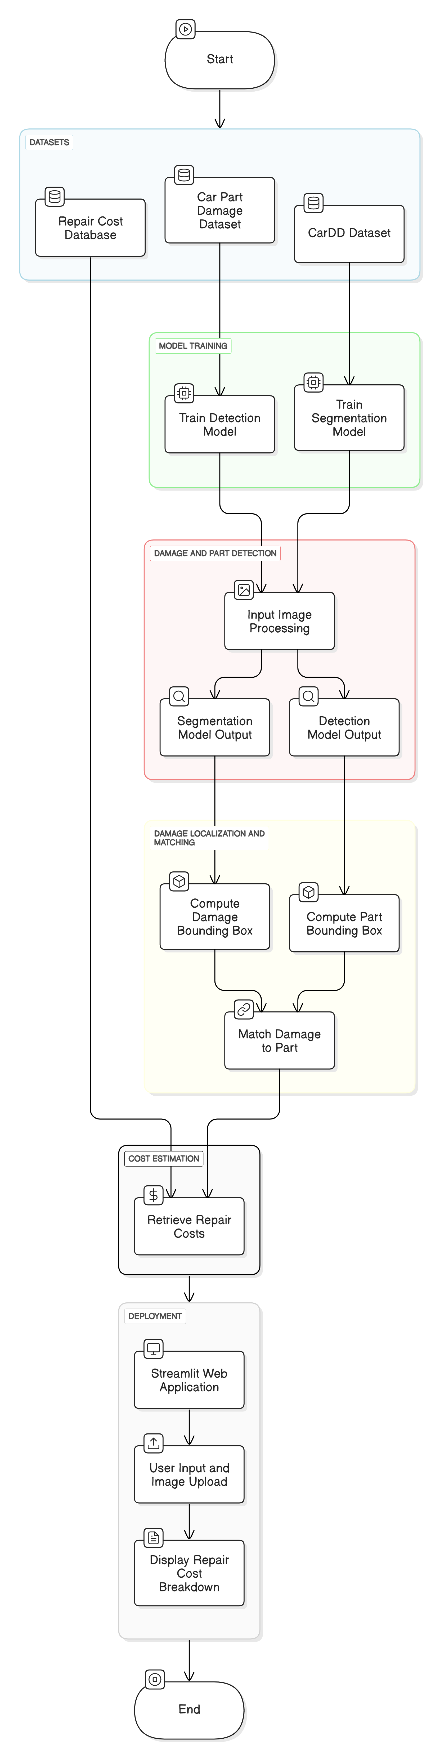 Start
DATASETS
Repair Cost
Database
Car Part
Damage
Dataset
CarDD Dataset
MODEL TRAINING
Train Detection
Model
Train
Segmentation
Model
DAMAGE AND PART DETECTION
Input Image
Processing
Segmentation
Model Output
Detection
Model Output
DAMAGE LOCALIZATION AND
MATCHING
Compute
Damage
Bounding Box
Compute Part
Bounding Box
Match Damage
to Part
COST ESTIMATION
$
Retrieve Repair
Costs
DEPLOYMENT
Streamlit Web
Application
User Input and
Image Upload
Display Repair
Cost
Breakdown
End